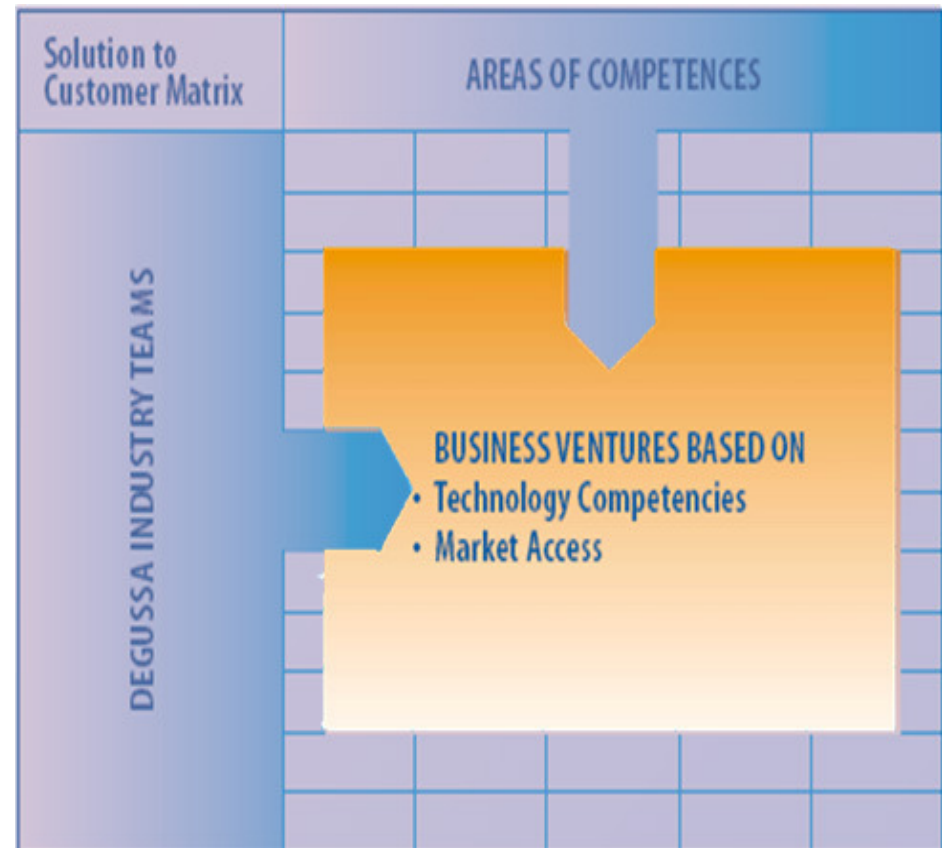 Solution to
Customer Matrix
AREAS OF COMPETENCES
DEGUSSA INDUSTRY TEAMS
BUSINESS VENTURES BASED ON
• Technology Competencies
• Market Access